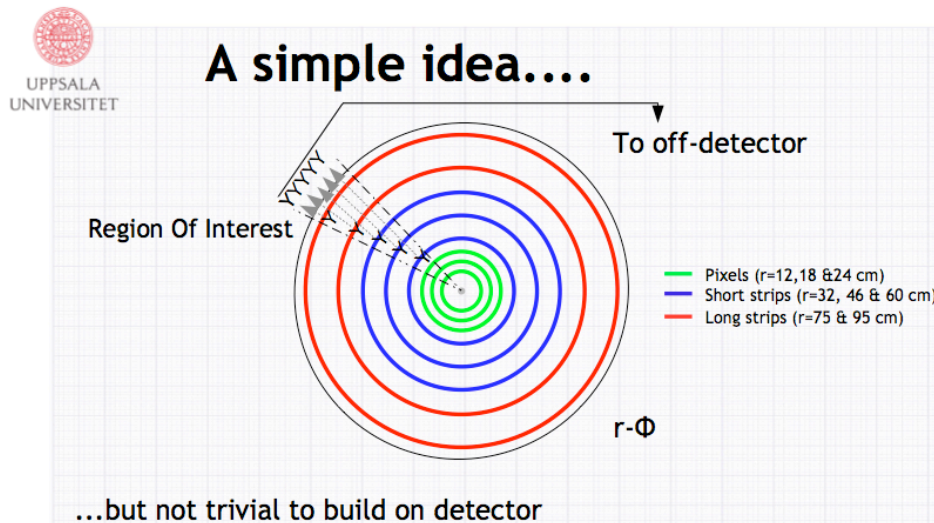 UPPSALA
UNIVERSITET
A simple idea....
To off-detector
Region Of Interest
Pixels (r=12,18 &24 cm)
Short strips (r=32, 46 & 60 cm)
Long strips (r=75 & 95 cm)
r-Φ
...but not trivial to build on detector